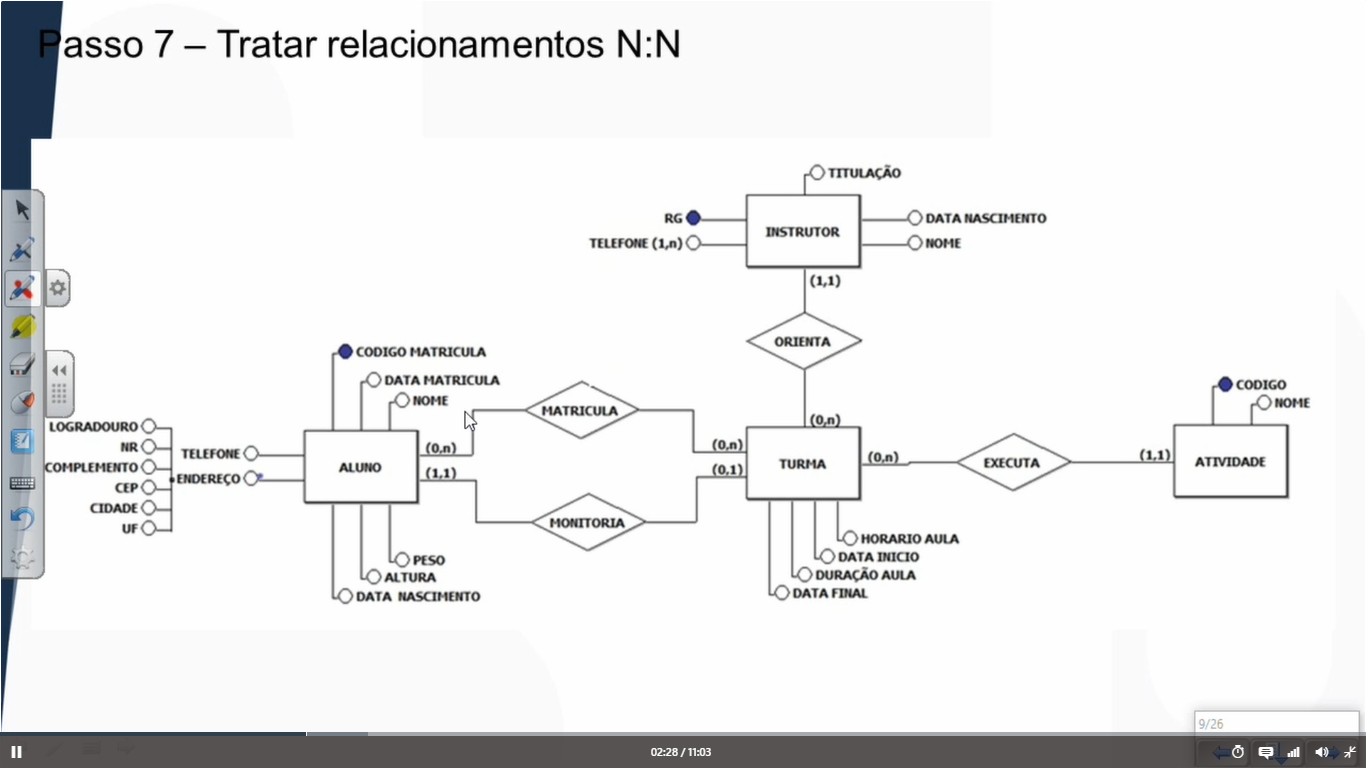 Passo 7 – Tratar relacionamentos N:N
TITULAÇÃO
RG
INSTRUTOR
DATA NASCIMENTO
TELEFONE (1,n)
NOME
(1,1)
ORIENTA
(0,n)
CODIGO MATRICULA
DATA MATRICULA
NOME
MATRICULA
CODIGO
NOME
LOGRADOURO
NR
COMPLEMENTO
CEP
CIDADE
UF
TELEFONE
ENDEREÇO
ALUNO
(0,n)
(1,1)
(0,n)
(0,1)
TURMA
(0,n)
EXECUTA
(1,1)
ATIVIDADE
MONITORIA
PESO
ALTURA
DATA NASCIMENTO
HORARIO AULA
DATA INICIO
DURAÇÃO AULA
DATA FINAL
9/26
02:28 / 11:03